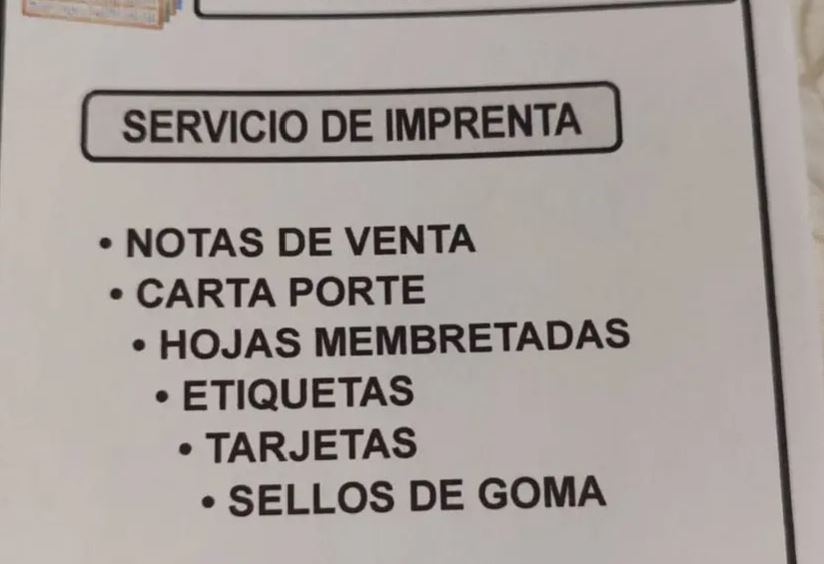 SERVICIO DE IMPRENTA
• NOTAS DE VENTA
• CARTA PORTE
• HOJAS MEMBRETADAS
• ETIQUETAS
• TARJETAS
• SELLOS DE GOMA